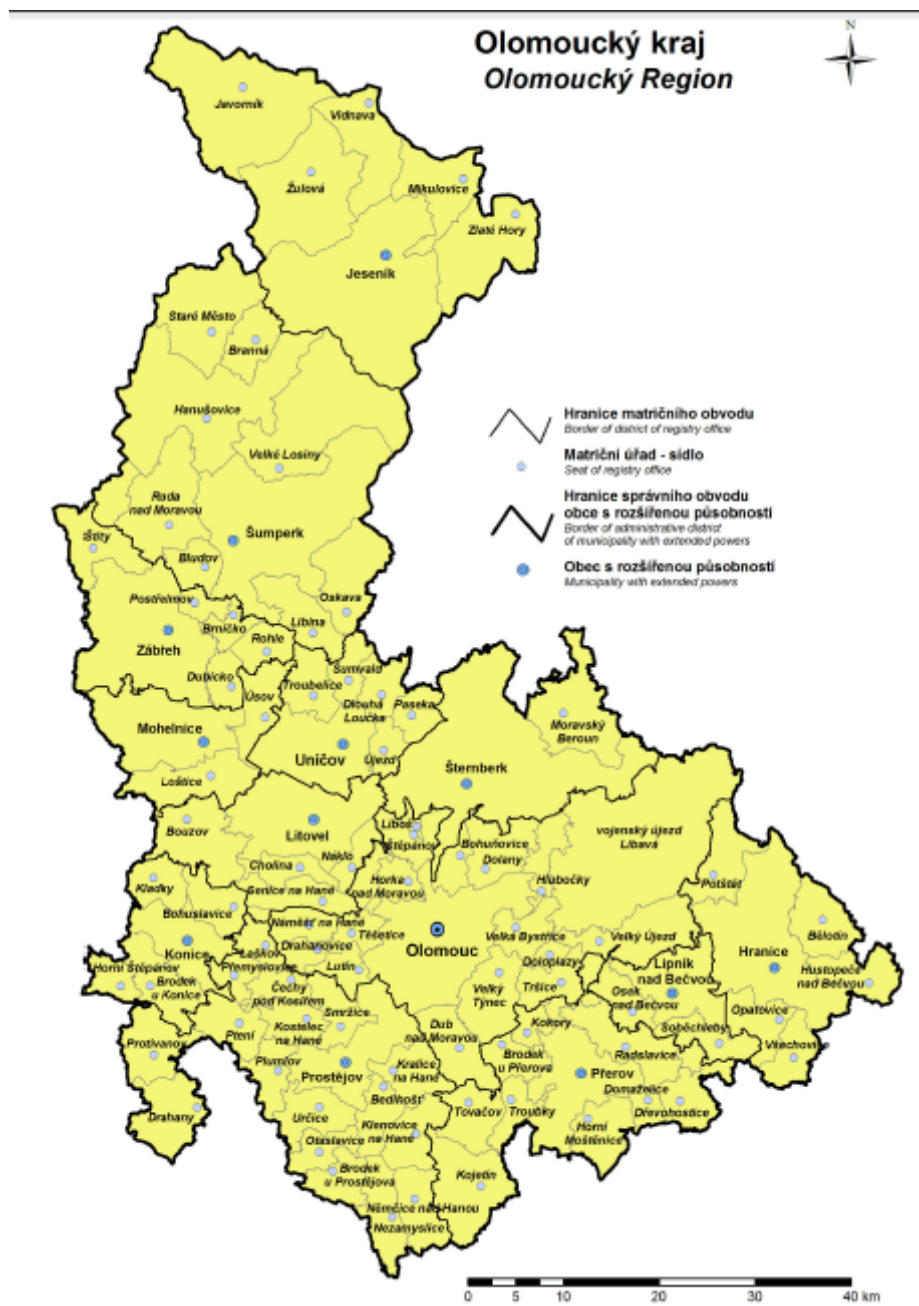 Olomoucký kraj
Olomoucký Region
N
Javorník
Vidnava
Žulová
Mikulovice
Zlaté Hory
Jeseník
Staré Město
Branná
Hanušovice
Velké Losiny
Ruda
nad Moravou
Šumperk
Štíty
Bludov
Postřelmov
Oskava
Brníčko
Libina
Rohle
Zábřeh
Dubicko
Šumvald
Úsov
Troubelice
Dlouhá
Loučka
Paseka
Mohelnice
Moravský
Beroun
Uničov
Újezd
Šternberk
Loštice
Hranice matričního obvodu
Border of district of registry office
Matriční úřad - sídlo
Seat of registry office
Hranice správního obvodu
obce s rozšířenou působností
Border of administrative district
of municipality with extended powers
Obec s rozšířenou působností
Municipality with extended powers
Bouzov
Litovel
Štěpánov
Bohuňovice
Dolany
vojenský újezd
Libavá
Náklo
Cholina
Horka
nad Moravou
Hlubočky
Potštát
Kladky
Senice na Hané
Bohuslavice
Náměšť na Hané
Těšetice
Olomouc
Velká Bystřice
Velký Újezd
Bělotín
Konice
Laškov
Drahanovice
Hranice
Horní Štěpánov
Přemyslovice
Lutín
Doloplazy
Lipník
nad Bečvou
Hustopeče
nad Bečvou
Brodek
u Konice
Čechy
pod Kosířem
Velký
Týnec
Tršice
Osek
nad Bečvou
Smržice
Opatovice
Kostelec
na Hané
Dub
nad Moravou
Kokory
Soběchleby
Protivanov
Ptení
Všechovice
Plumlov
Prostějov
Kralice
na Hané
Brodek
u Přerova
Radslavice
Přerov
Bedihošť
Domaželice
Drahany
Určice
Tovačov
Troubky
Dřevohostice
Klenovice
na Hané
Horní
Moštěnice
Otaslavice
Brodek
u Prostějova
Kojetín
Němčice nad Hanou
Nezamyslice
0 5 10 20 30 40 km